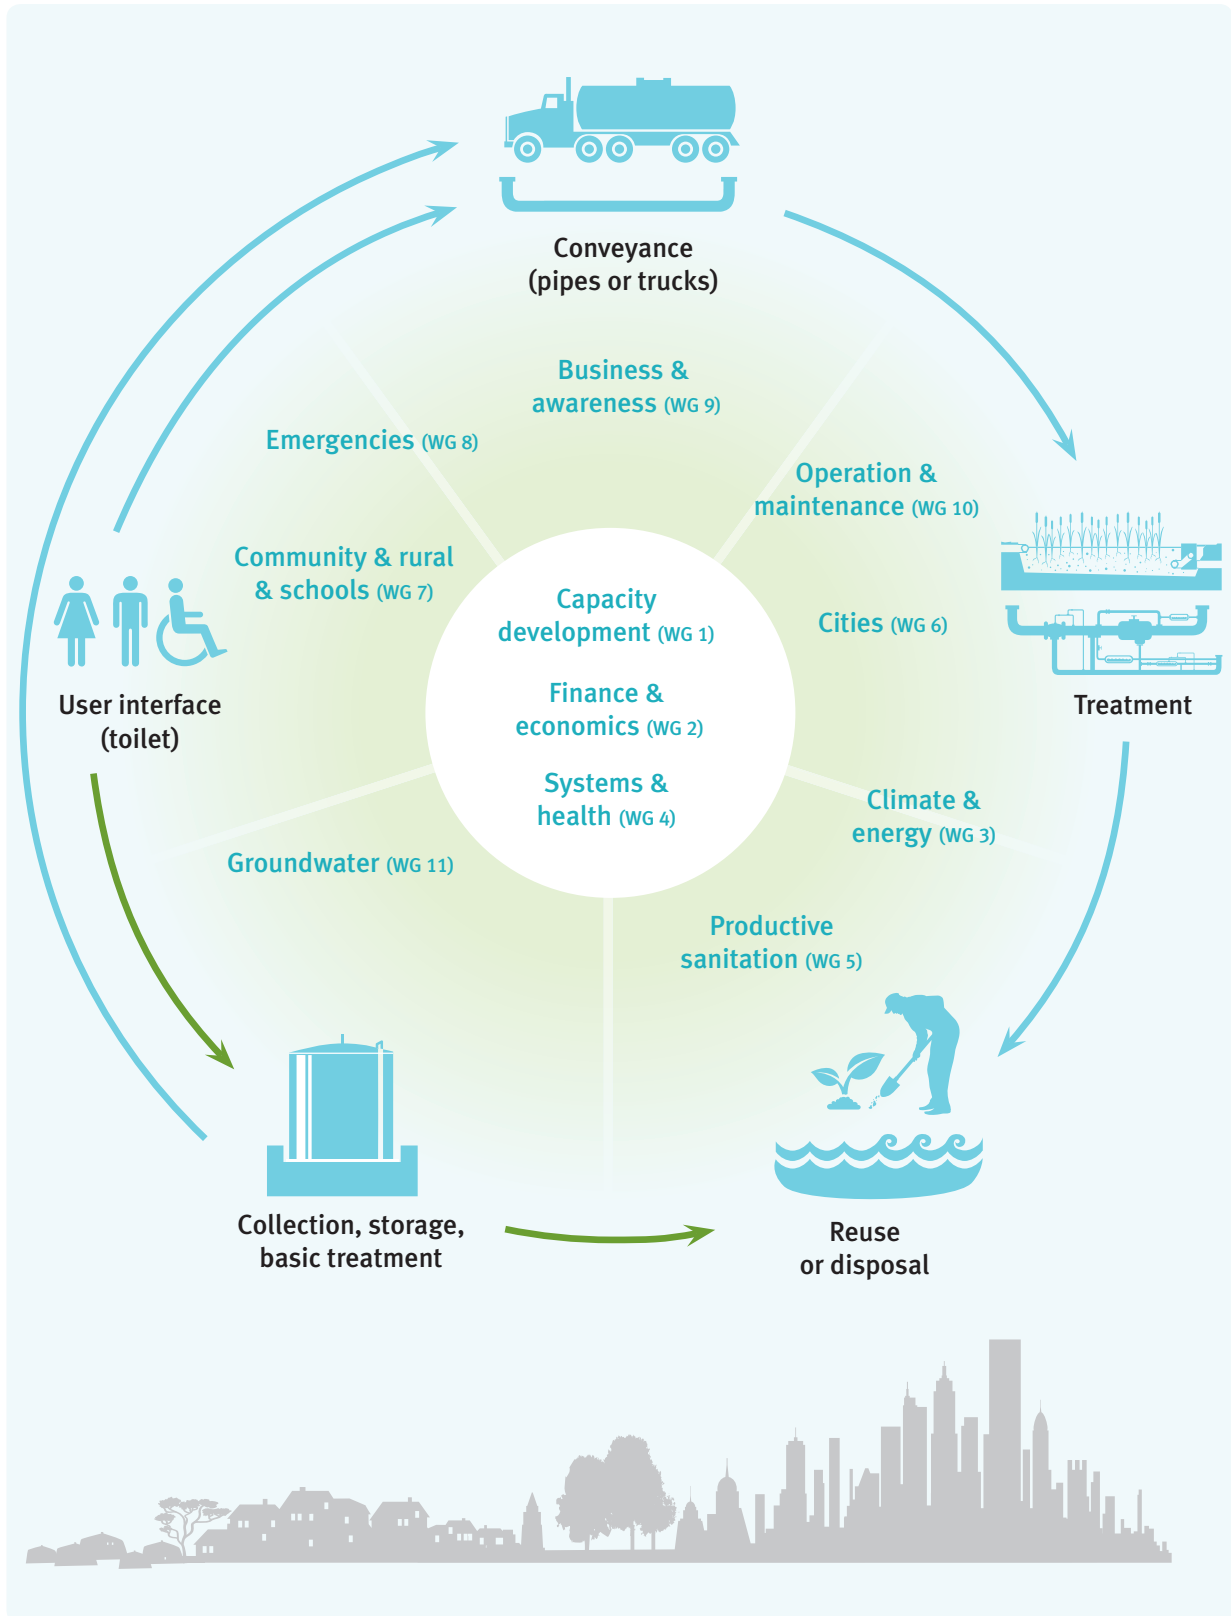 Conveyance
(pipes or trucks)
Business &
awareness (WG 9)
Emergencies (WG 8)
Operation &
maintenance (WG 10)
Community & rural
& schools (WG 7)
Capacity
development (WG 1)
Cities (WG 6)
Finance &
economics (WG 2)
User interface
(toilet)
Treatment
Systems &
health (WG 4)
Climate &
energy (WG 3)
Groundwater (WG 11)
Productive
sanitation (WG 5)
Collection, storage,
basic treatment
Reuse
or disposal